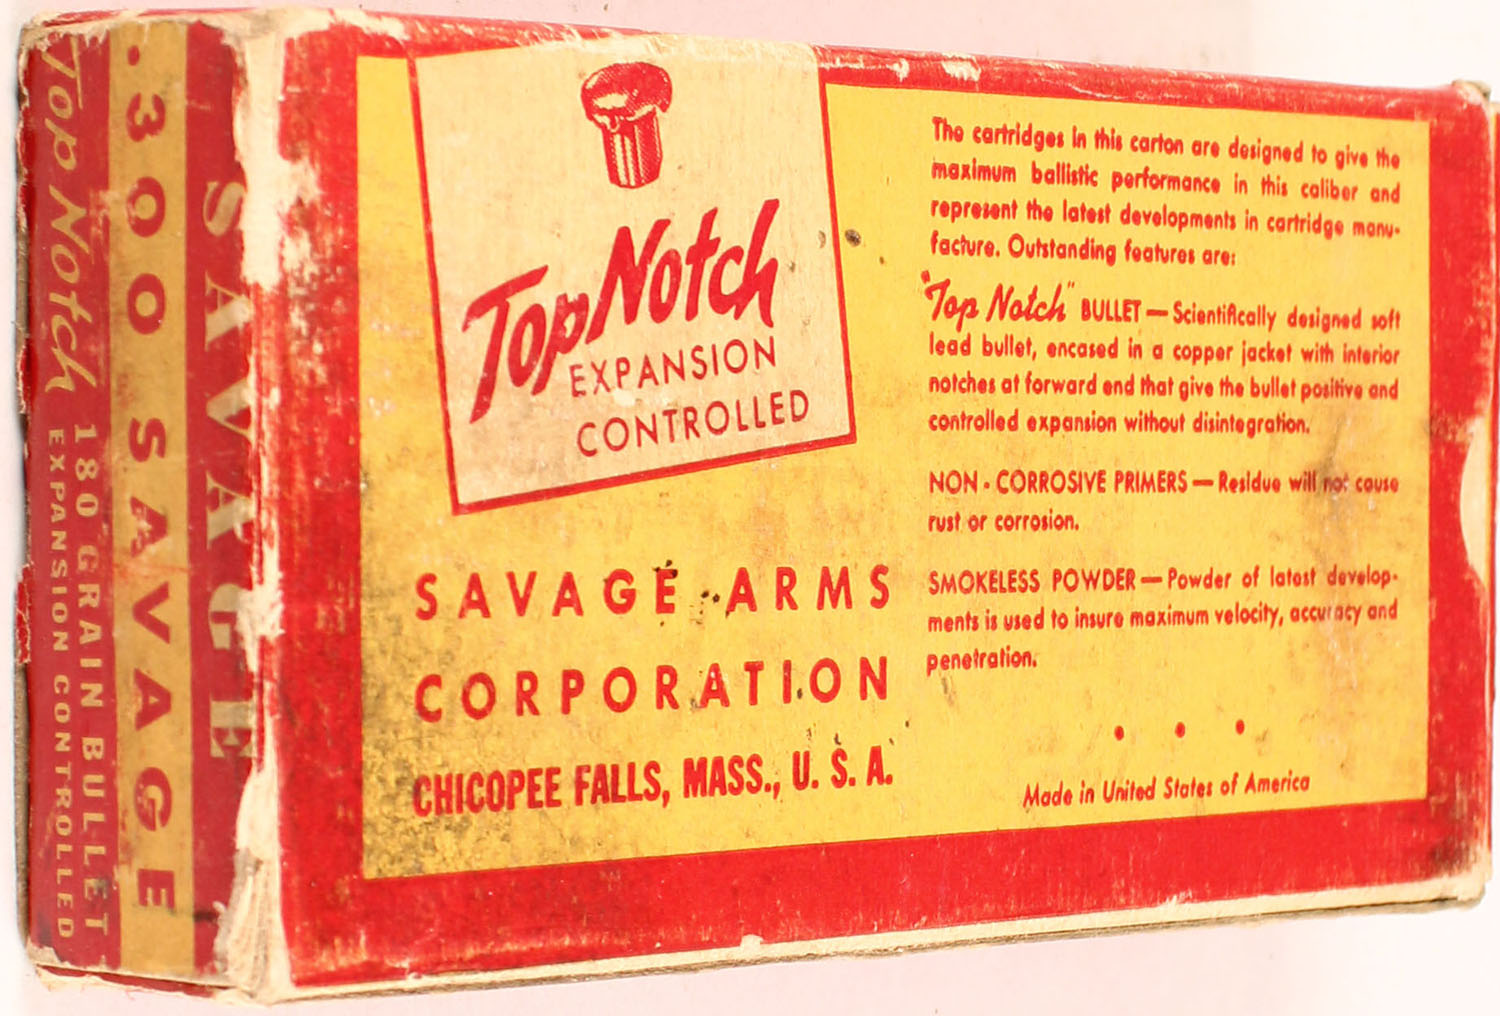 SAVAGE
.300 SAVAGE
Top Notch 180 GRAIN BULLET
EXPANSION CONTROLLED
Top Notch
EXPANSION
CONTROLLED
SAVAGE ARMS
CORPORATION
CHICOPEE FALLS, MASS., U. S. A.
The cartridges in this carton are designed to give the
maximum ballistic performance in this caliber and
represent the latest developments in cartridge manu-
facture. Outstanding features are:
"Top Notch" BULLET — Scientifically designed soft
lead bullet, encased in a copper jacket with interior
notches at forward end that give the bullet positive and
controlled expansion without disintegration.
NON - CORROSIVE PRIMERS — Residue will not cause
rust or corrosion.
SMOKELESS POWDER — Powder of latest develop-
ments is used to insure maximum velocity, accuracy and
penetration.
Made in United States of America